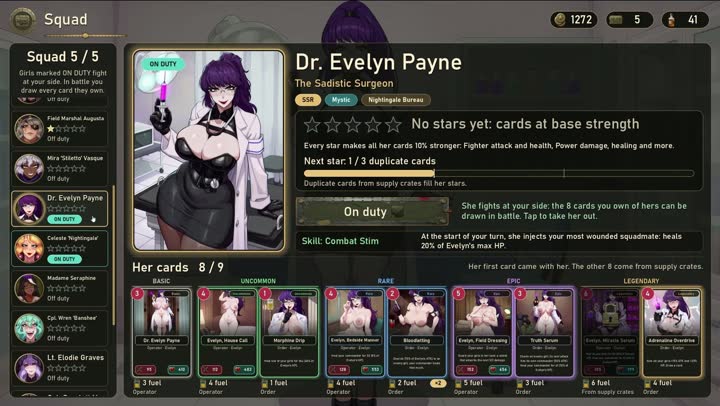 Squad
1272
5
41
Squad 5 / 5
Girls marked ON DUTY fight
at your side. In battle you
draw every card they own.
Off duty
Field Marshal Augusta
Off duty
Mira 'Stiletto' Vasque
Off duty
Dr. Evelyn Payne
ON DUTY
Celeste 'Nightingale'
ON DUTY
Madame Seraphine
Off duty
Cpl. Wren 'Banshee'
Off duty
Lt. Elodie Graves
Off duty
ON DUTY
Dr. Evelyn Payne
The Sadistic Surgeon
SSR
Mystic
Nightingale Bureau
No stars yet: cards at base strength
Every star makes all her cards 10% stronger: Fighter attack and health, Power damage, healing and more.
Next star: 1 / 3 duplicate cards
Duplicate cards from supply crates fill her stars.
On duty
She fights at your side: the 8 cards you own of hers can
be drawn in battle. Tap to take her out.
Skill: Combat Stim
At the start of your turn, she injects your most wounded squadmate: heals
20% of Evelyn's max HP.
Her cards 8 / 9
Her first card came with her. The other 8 come from supply crates.
BASIC
UNCOMMON
RARE
EPIC
LEGENDARY
3
Dr. Evelyn Payne
4
Evelyn, House Call
1
Morphine Drip
4
Evelyn, Bedside Manner
2
Bloodletting
5
Evelyn, Field Dressing
3
Truth Serum
6
Evelyn, Miracle Serum
4
Adrenaline Overdrive
3 fuel
Operator
4 fuel
Operator
1 fuel
Order
4 fuel
Operator
2 fuel
×2
Order
5 fuel
Operator
3 fuel
Order
6 fuel
From supply crates
4 fuel
Order